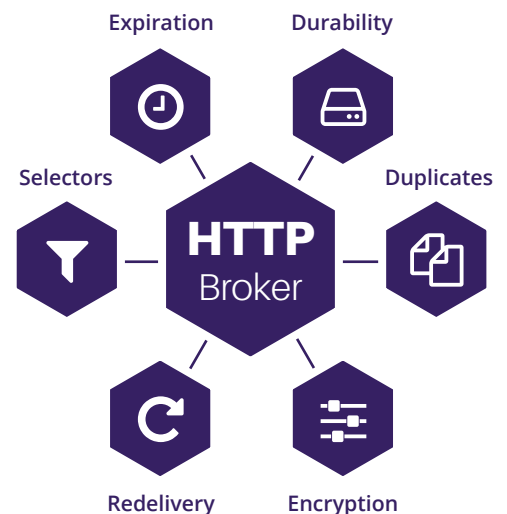 Expiration
Durability
Selectors
Duplicates
HTTP
Broker
Redelivery
Encryption